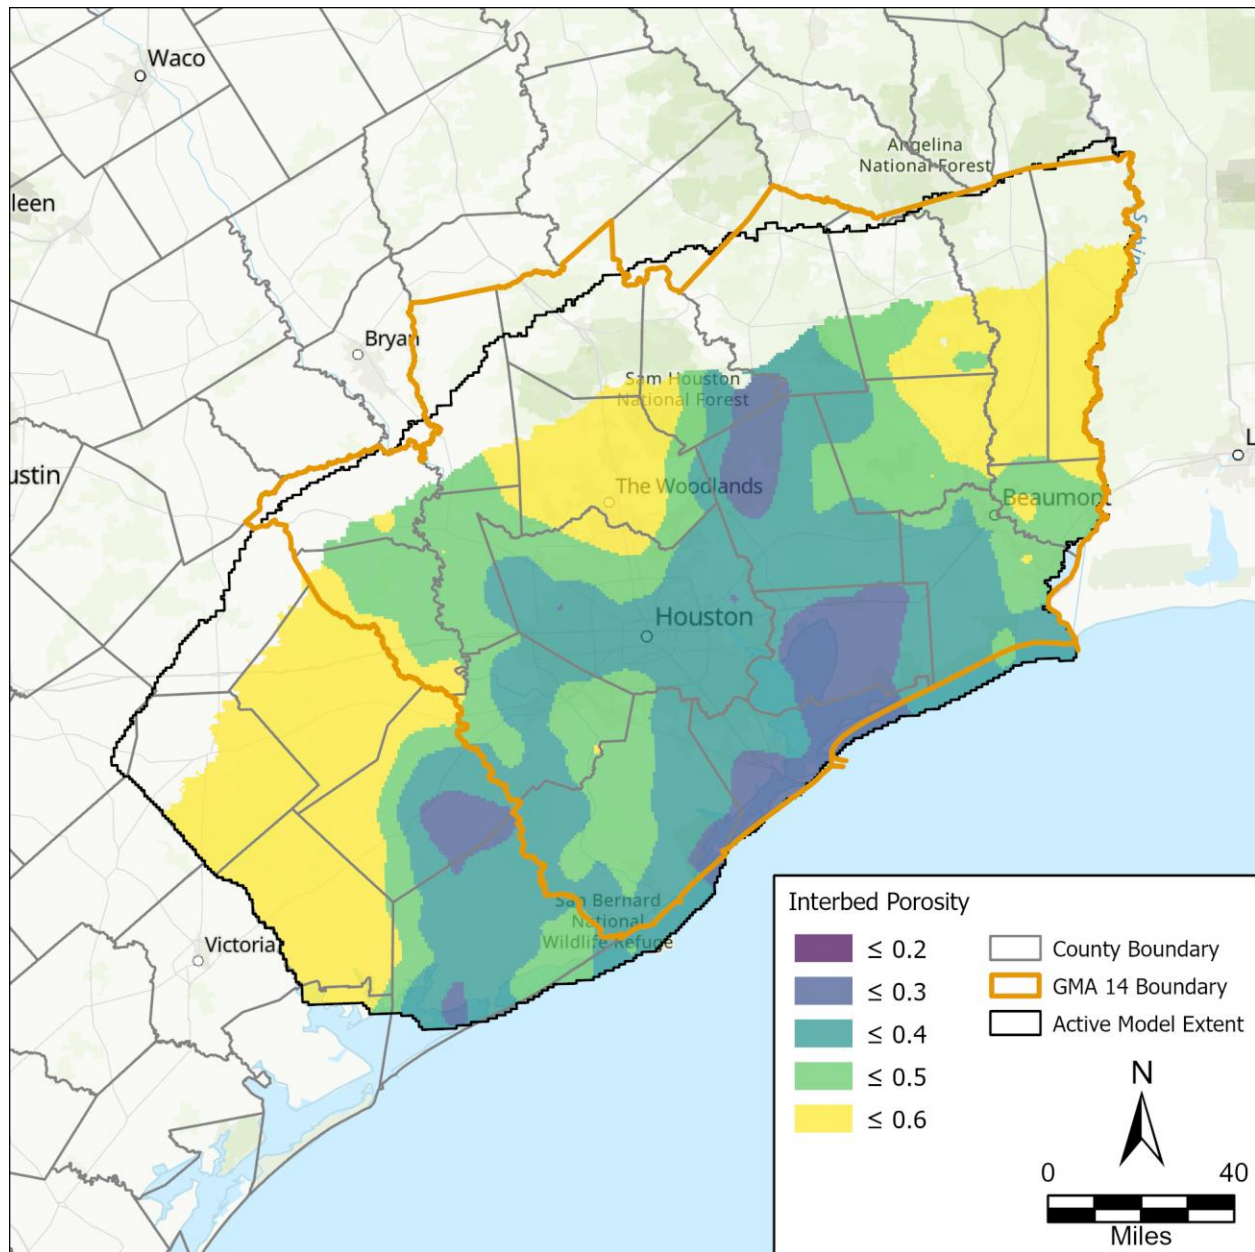 Waco
Angelina
National Forest
leen
Sabine
Bryan
Sam Houston
National Forest
L
ustin
The Woodlands
Beaumont
Houston
San Bernard
National
Wildlife Refuge
Victoria
Interbed Porosity
≤ 0.2
≤ 0.3
≤ 0.4
≤ 0.5
≤ 0.6
County Boundary
GMA 14 Boundary
Active Model Extent
N
0 40
Miles